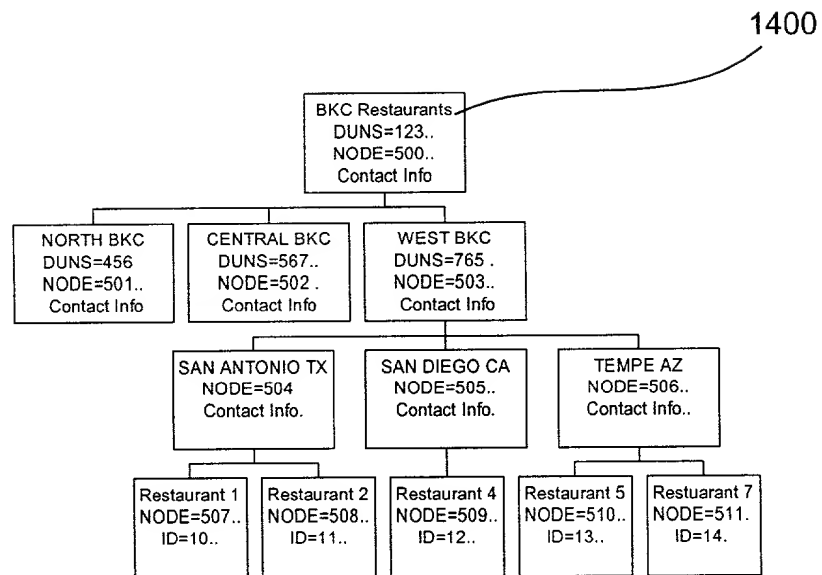 1400
BKC Restaurants
DUNS=123..
NODE=500..
Contact Info
NORTH BKC
DUNS=456
NODE=501..
Contact Info
CENTRAL BKC
DUNS=567..
NODE=502 .
Contact Info
WEST BKC
DUNS=765 .
NODE=503..
Contact Info
SAN ANTONIO TX
NODE=504
Contact Info.
SAN DIEGO CA
NODE=505..
Contact Info.
TEMPE AZ
NODE=506..
Contact Info..
Restaurant 1
NODE=507..
ID=10..
Restaurant 2
NODE=508..
ID=11..
Restaurant 4
NODE=509..
ID=12..
Restaurant 5
NODE=510..
ID=13..
Restuarant 7
NODE=511.
ID=14.